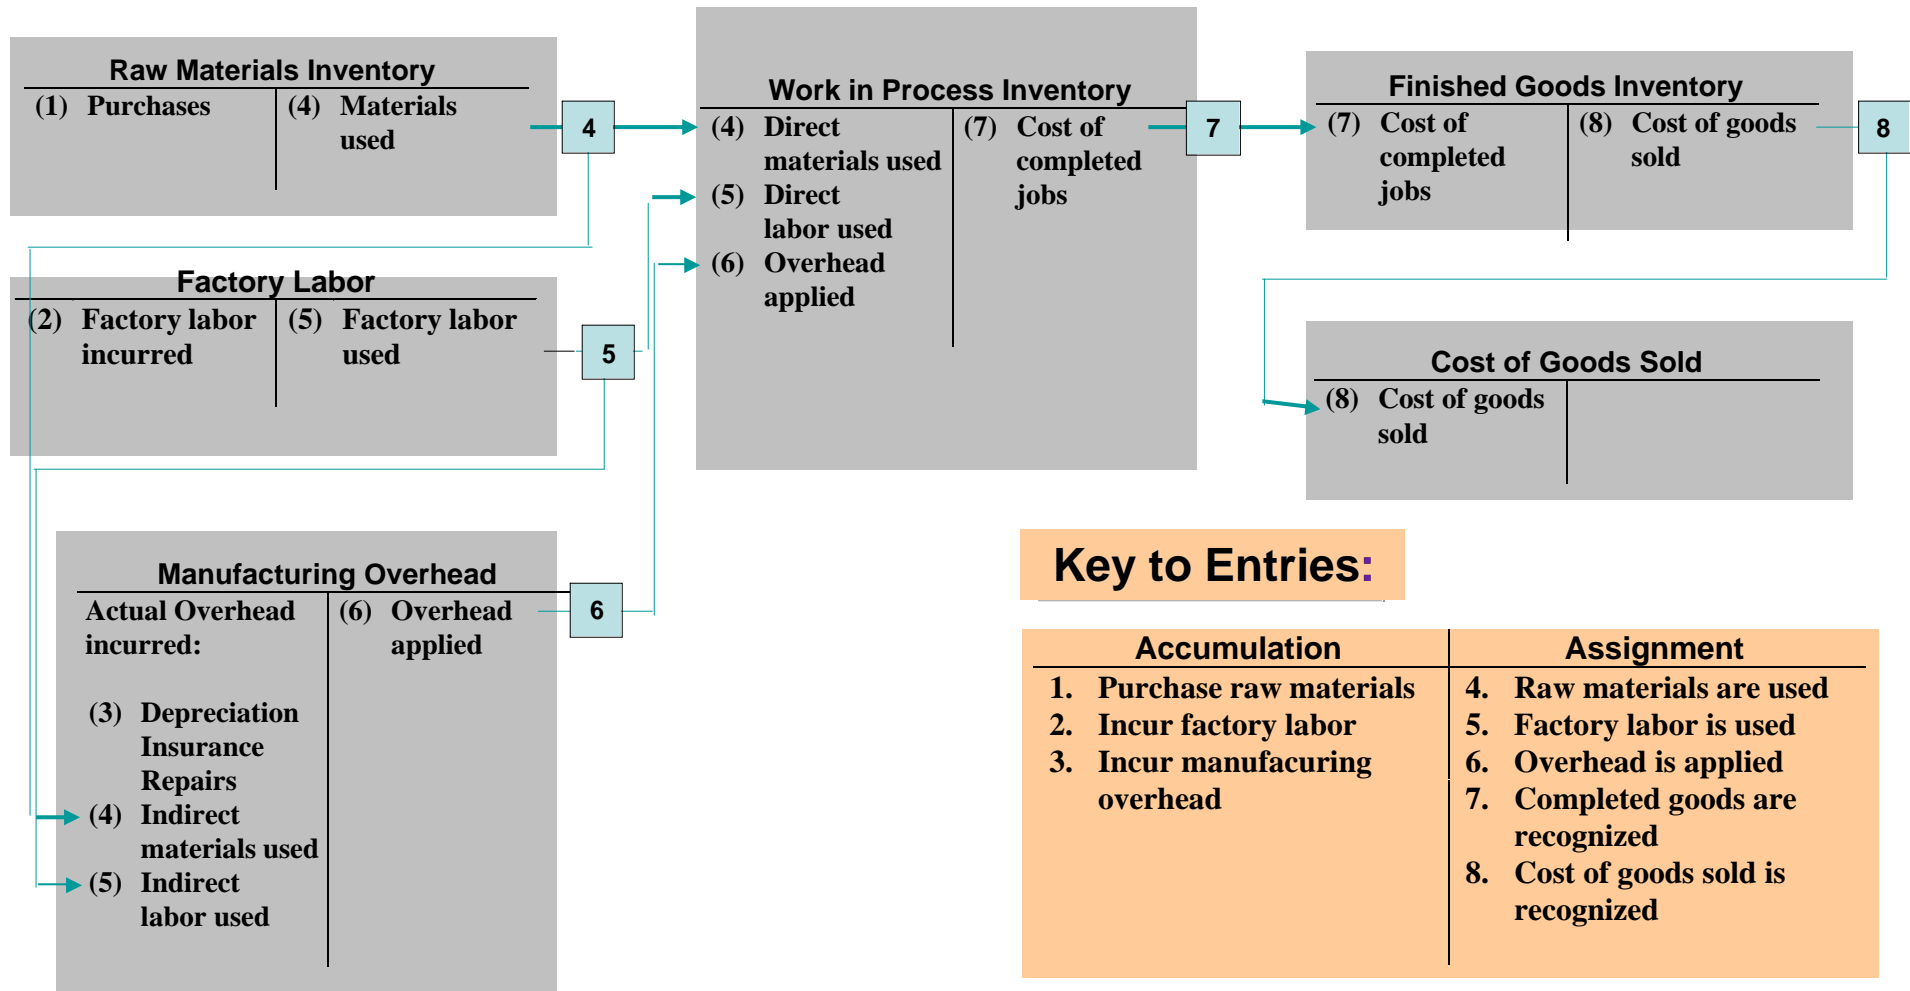 Raw Materials Inventory
(1) Purchases
(4) Materials
used
4
Factory Labor
(2) Factory labor
incurred
(5) Factory labor
used
5
Manufacturing Overhead
Actual Overhead
incurred:
(3) Depreciation
Insurance
Repairs
(4) Indirect
materials used
(5) Indirect
labor used
(6) Overhead
applied
6
Work in Process Inventory
(4) Direct
materials used
(5) Direct
labor used
(6) Overhead
applied
(7) Cost of
completed
jobs
7
Finished Goods Inventory
(7) Cost of
completed
jobs
(8) Cost of goods
sold
8
Cost of Goods Sold
(8) Cost of goods
sold
Key to Entries:
Accumulation
1. Purchase raw materials
2. Incur factory labor
3. Incur manufacuring
overhead
Assignment
4. Raw materials are used
5. Factory labor is used
6. Overhead is applied
7. Completed goods are
recognized
8. Cost of goods sold is
recognized